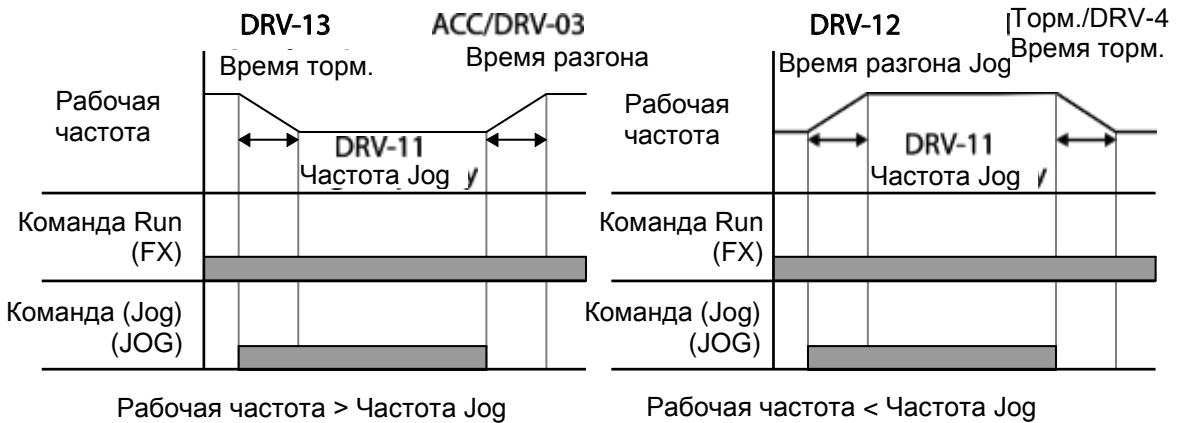 DRV-13
ACC/DRV-03
Время торм.
Время разгона
Рабочая
частота
DRV-11
Частота Jog
Команда Run
(FX)
Команда (Jog)
(JOG)
Рабочая частота > Частота Jog
DRV-12
Торм./DRV-4
Время разгона Jog
Время торм.
Рабочая
частота
DRV-11
Частота Jog
Команда Run
(FX)
Команда (Jog)
(JOG)
Рабочая частота < Частота Jog